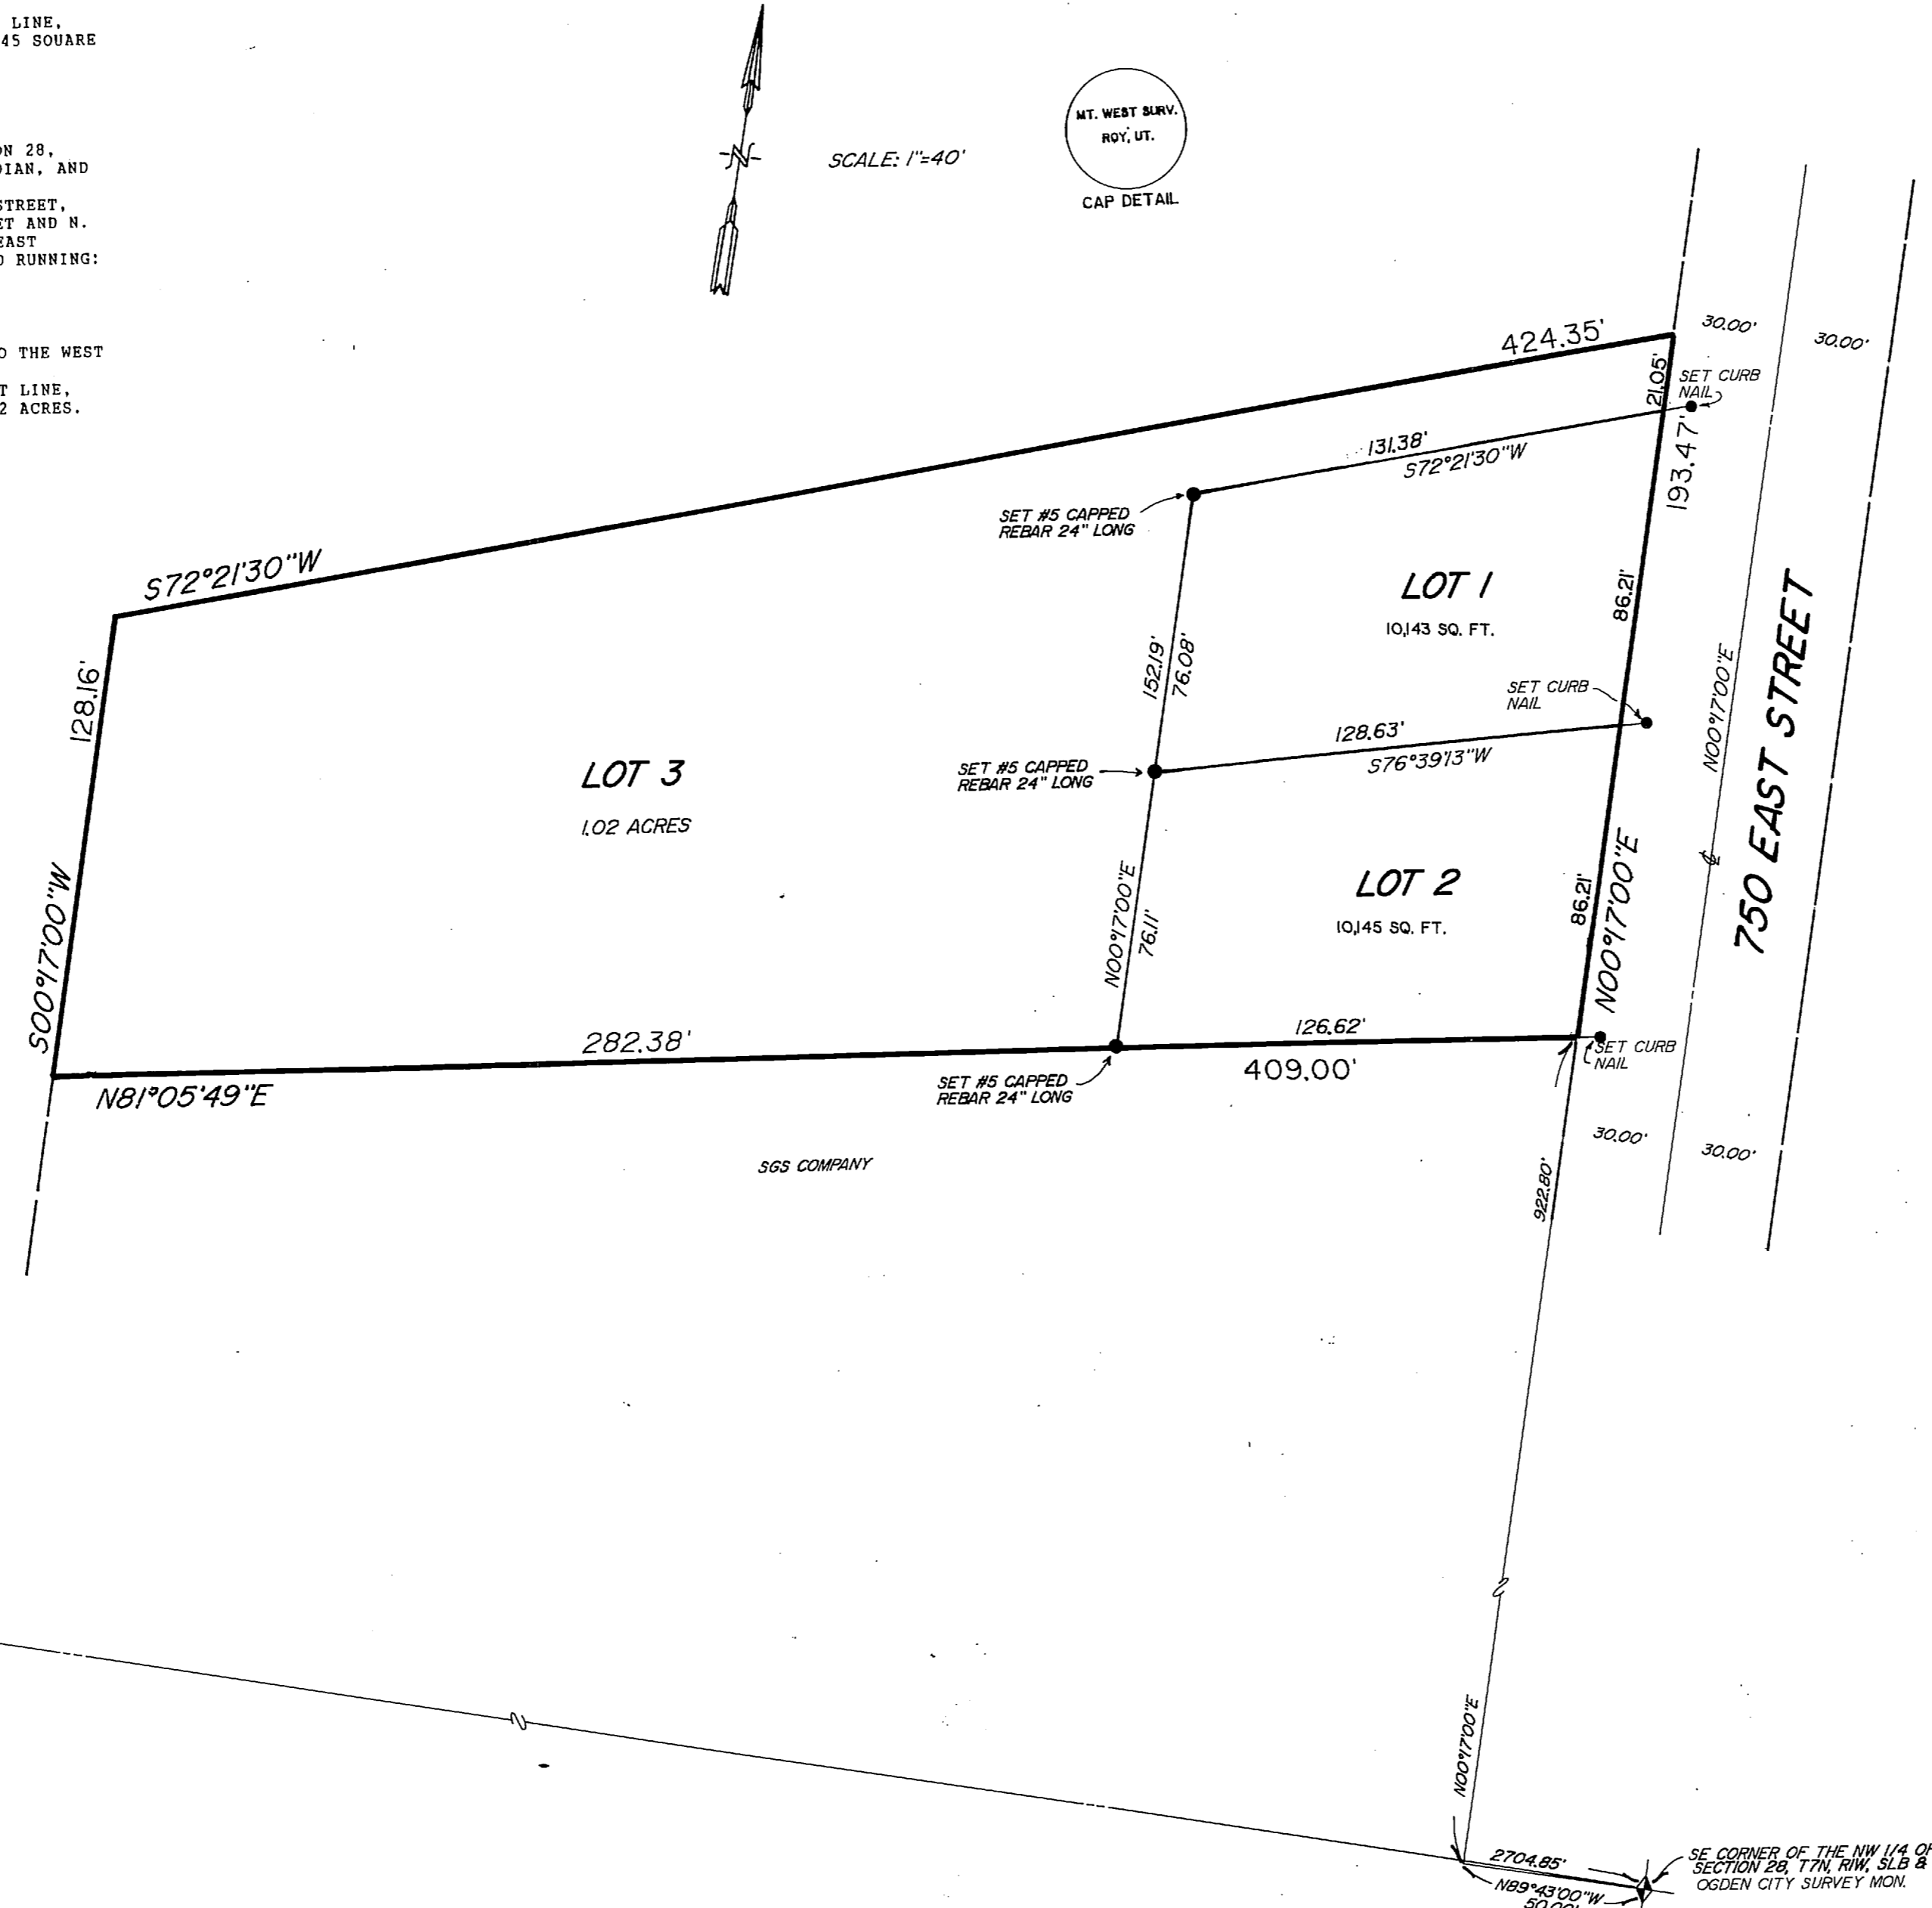 LINE,
45 SQUARE
N 28,
DIAN, AND
STREET,
ET AND N.
EAST
D RUNNING:
O THE WEST
T LINE,
2 ACRES.
N
SCALE: 1"=40'
MT. WEST SURV.
ROY, UT.
CAP DETAIL
424.35'
30.00'
30.00'
21.05'
SET CURB
NAIL
193.47'
131.38'
S72°21'30"W
SET #5 CAPPED
REBAR 24" LONG
S72°21'30"W
LOT 1
10,143 SQ. FT.
86.21'
128.16'
152.19'
76.08'
N00°17'00"E
SET CURB
NAIL
128.63'
S76°39'13"W
LOT 3
1.02 ACRES
SET #5 CAPPED
REBAR 24" LONG
750 EAST STREET
LOT 2
10,145 SQ. FT.
86.21'
N00°17'00"E
N00°17'00"E
76.11'
S00°17'00"W
282.38'
126.62'
409.00'
SET CURB
NAIL
N81°05'49"E
SET #5 CAPPED
REBAR 24" LONG
30.00'
30.00'
SGS COMPANY
922.80'
N00°17'00"E
2704.85'
N89°43'00"W
SE CORNER OF THE NW 1/4 OF
SECTION 28, T7N, R1W, SLB &
OGDEN CITY SURVEY MON.